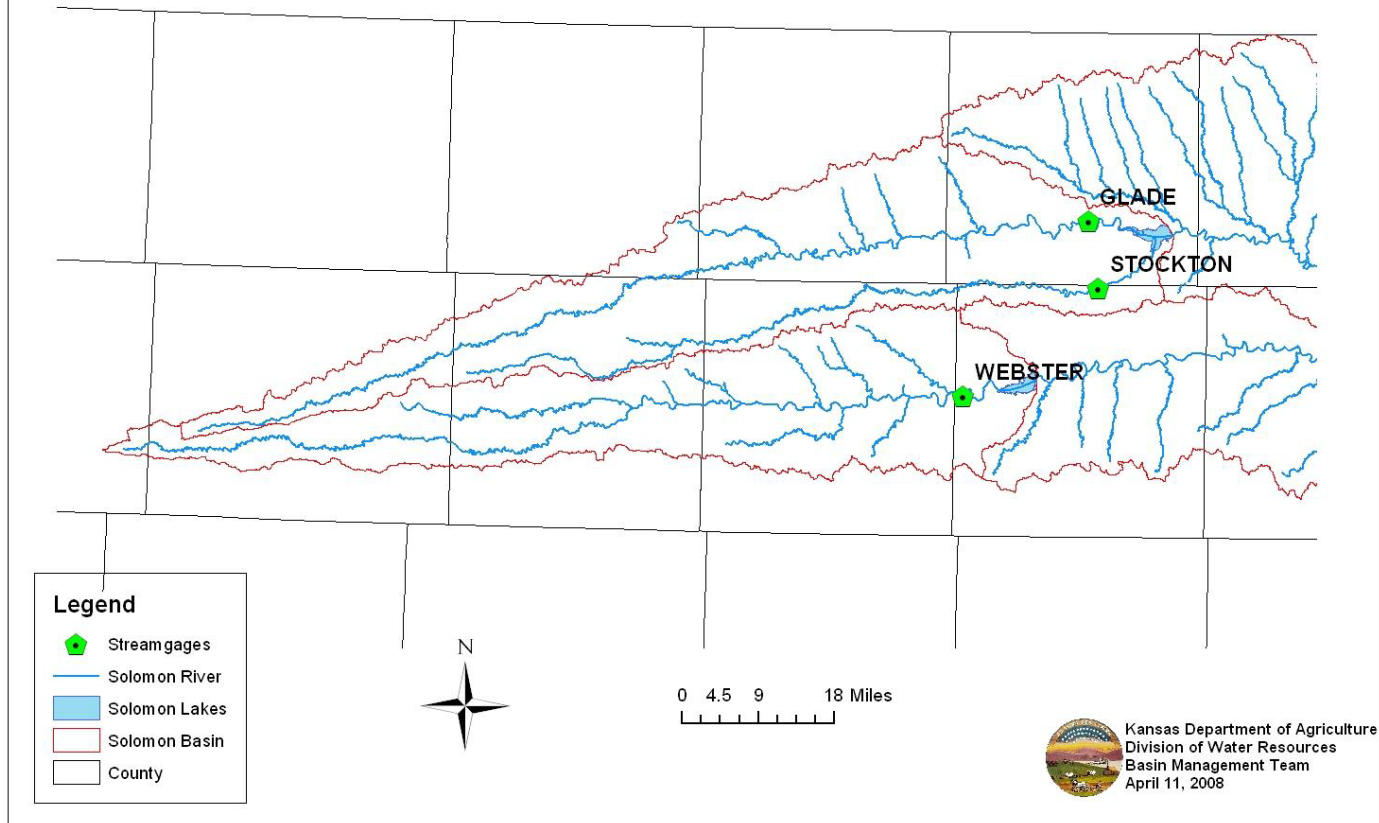 GLADE
STOCKTON
WEBSTER
Legend
Streamgages
Solomon River
Solomon Lakes
Solomon Basin
County
N
0 4.5 9 18 Miles
Kansas Department of Agriculture
Division of Water Resources
Basin Management Team
April 11, 2008